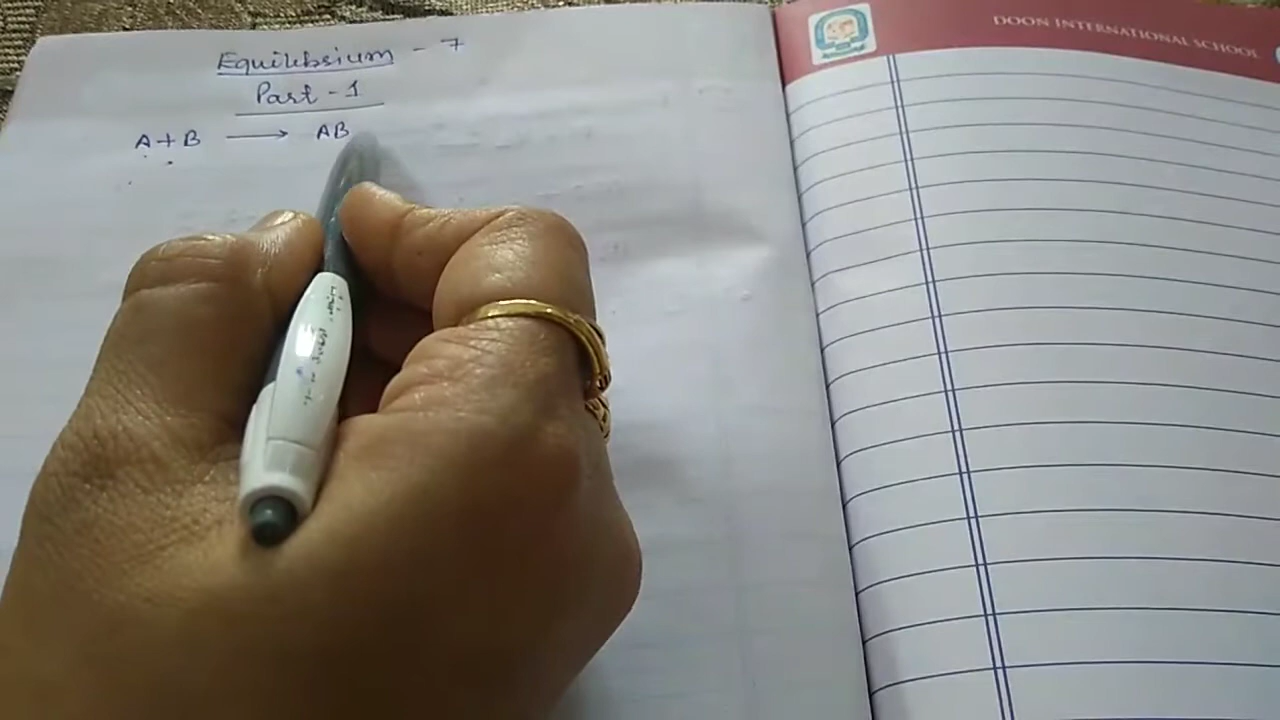 Equilibrium - 7
Part - 1
A + B ⟶ AB
DOON INTERNATIONAL SCHOOL